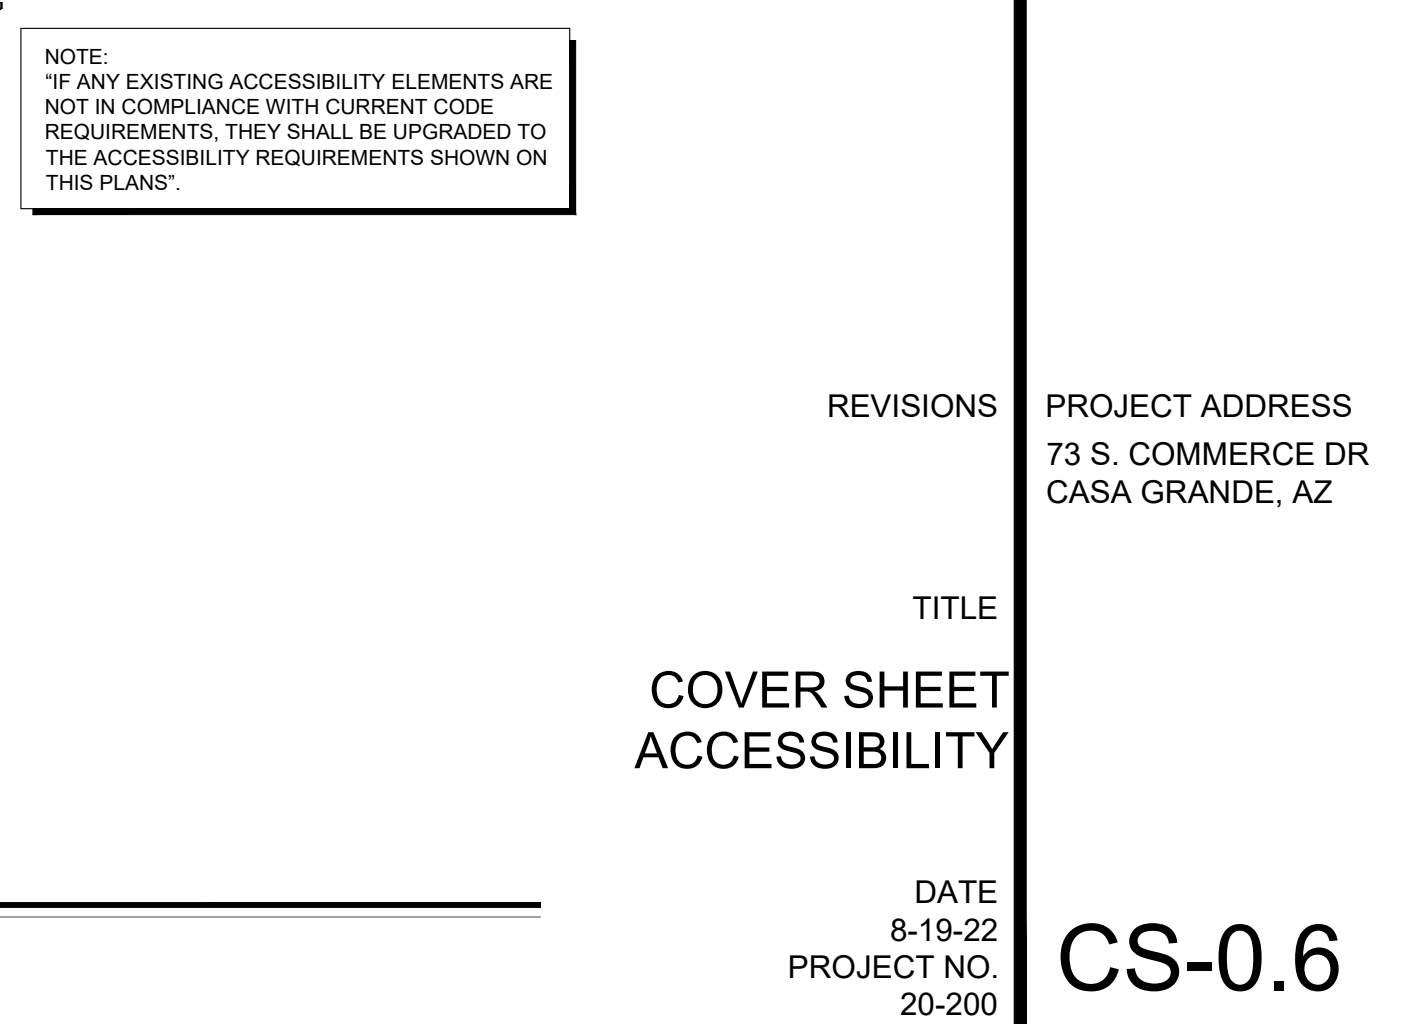 NOTE:
“IF ANY EXISTING ACCESSIBILITY ELEMENTS ARE
NOT IN COMPLIANCE WITH CURRENT CODE
REQUIREMENTS, THEY SHALL BE UPGRADED TO
THE ACCESSIBILITY REQUIREMENTS SHOWN ON
THIS PLANS”.
REVISIONS
PROJECT ADDRESS
73 S. COMMERCE DR
CASA GRANDE, AZ
TITLE
COVER SHEET
ACCESSIBILITY
DATE
8-19-22
PROJECT NO.
20-200
CS-0.6